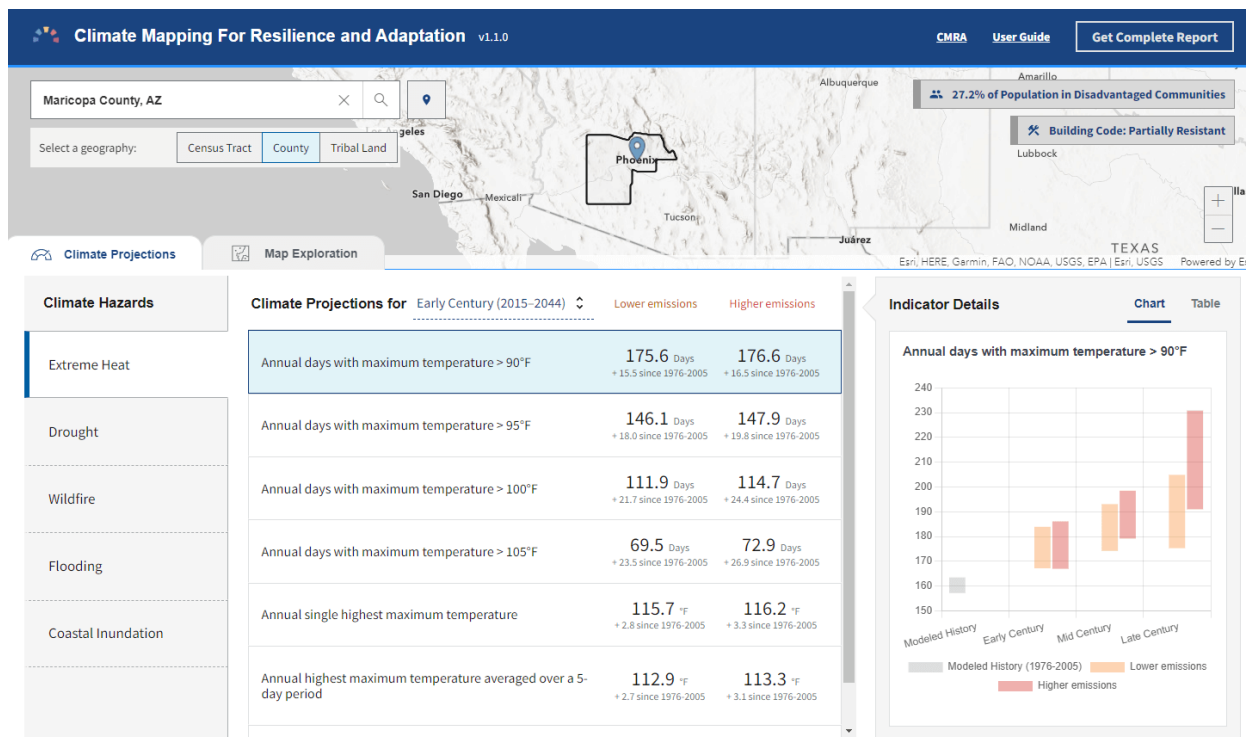 Climate Mapping For Resilience and Adaptation v1.1.0
CMRA
User Guide
Get Complete Report
Maricopa County, AZ
Select a geography:
Census Tract
County
Tribal Land
Albuquerque
Amarillo
27.2% of Population in Disadvantaged Communities
Building Code: Partially Resistant
Lubbock
Phoenix
San Diego
Mexicali
Tucson
Midland
Juárez
TEXAS
Esri, HERE, Garmin, FAO, NOAA, USGS, EPA | Esri, USGS
Powered by
Climate Projections
Map Exploration
Climate Hazards
Extreme Heat
Drought
Wildfire
Flooding
Coastal Inundation
Climate Projections for Early Century (2015–2044)
Lower emissions
Higher emissions
Annual days with maximum temperature > 90°F
175.6 Days
+ 15.5 since 1976-2005
176.6 Days
+ 16.5 since 1976-2005
Annual days with maximum temperature > 95°F
146.1 Days
+ 18.0 since 1976-2005
147.9 Days
+ 19.8 since 1976-2005
Annual days with maximum temperature > 100°F
111.9 Days
+ 21.7 since 1976-2005
114.7 Days
+ 24.4 since 1976-2005
Annual days with maximum temperature > 105°F
69.5 Days
+ 23.5 since 1976-2005
72.9 Days
+ 26.9 since 1976-2005
Annual single highest maximum temperature
115.7 °F
+ 2.8 since 1976-2005
116.2 °F
+ 3.3 since 1976-2005
Annual highest maximum temperature averaged over a 5-
day period
112.9 °F
+ 2.7 since 1976-2005
113.3 °F
+ 3.1 since 1976-2005
Indicator Details
Chart
Table
Annual days with maximum temperature > 90°F
240
230
220
210
200
190
180
170
160
150
Modeled History
Early Century
Mid Century
Late Century
Modeled History (1976-2005)
Lower emissions
Higher emissions